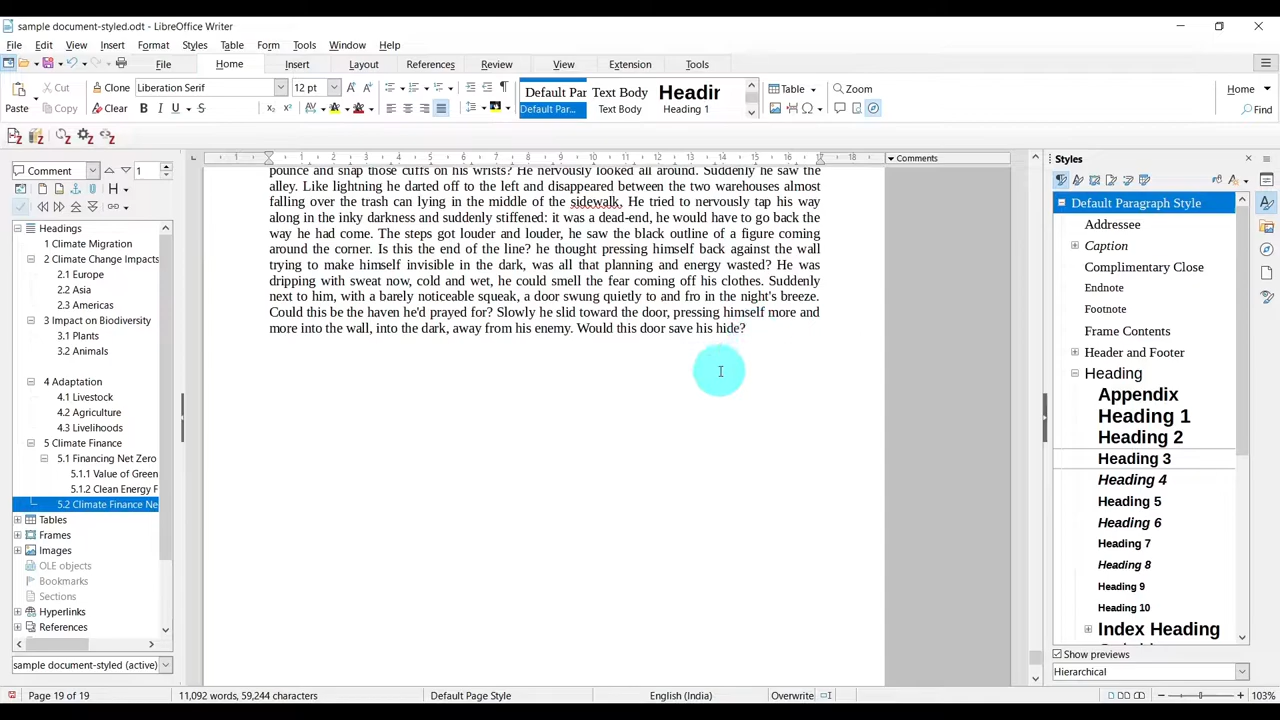 sample document-styled.odt - LibreOffice Writer
File Edit View Insert Format Styles Table Form Tools Window Help
File Home Insert Layout References Review View Extension Tools
Paste Cut Copy Clone Clear Liberation Serif 12 pt
Default Par Text Body Headir
Default Par... Text Body Heading 1
Table Zoom Home Find
Comment 1
1 1 2 3 4 5 6 7 8 9 10 11 12 13 14 15 16 17 18 Comments
Headings
1 Climate Migration
2 Climate Change Impacts
2.1 Europe
2.2 Asia
2.3 Americas
3 Impact on Biodiversity
3.1 Plants
3.2 Animals
4 Adaptation
4.1 Livestock
4.2 Agriculture
4.3 Livelihoods
5 Climate Finance
5.1 Financing Net Zero
5.1.1 Value of Green
5.1.2 Clean Energy F
5.2 Climate Finance Ne
Tables
Frames
Images
OLE objects
Bookmarks
Sections
Hyperlinks
References
sample document-styled (active)
pounce and snap those cuffs on his wrists? He nervously looked all around. Suddenly he saw the
alley. Like lightning he darted off to the left and disappeared between the two warehouses almost
falling over the trash can lying in the middle of the sidewalk. He tried to nervously tap his way
along in the inky darkness and suddenly stiffened: it was a dead-end, he would have to go back the
way he had come. The steps got louder and louder, he saw the black outline of a figure coming
around the corner. Is this the end of the line? he thought pressing himself back against the wall
trying to make himself invisible in the dark, was all that planning and energy wasted? He was
dripping with sweat now, cold and wet, he could smell the fear coming off his clothes. Suddenly
next to him, with a barely noticeable squeak, a door swung quietly to and fro in the night's breeze.
Could this be the haven he'd prayed for? Slowly he slid toward the door, pressing himself more and
more into the wall, into the dark, away from his enemy. Would this door save his hide?
Styles
Default Paragraph Style
Addressee
Caption
Complimentary Close
Endnote
Footnote
Frame Contents
Header and Footer
Heading
Appendix
Heading 1
Heading 2
Heading 3
Heading 4
Heading 5
Heading 6
Heading 7
Heading 8
Heading 9
Heading 10
Index Heading
Show previews
Hierarchical
Page 19 of 19 11,092 words, 59,244 characters Default Page Style English (India) Overwrite 103%